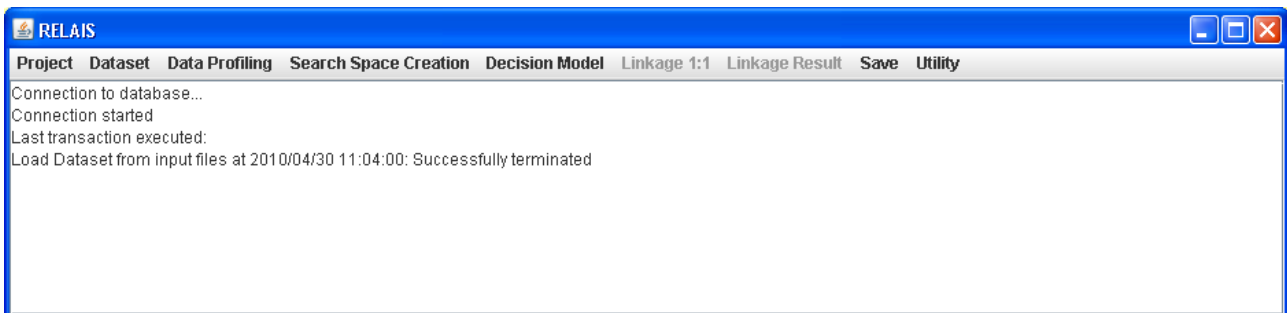 RELAIS
Project Dataset Data Profiling Search Space Creation Decision Model Linkage 1:1 Linkage Result Save Utility
Connection to database...
Connection started
Last transaction executed:
Load Dataset from input files at 2010/04/30 11:04:00: Successfully terminated